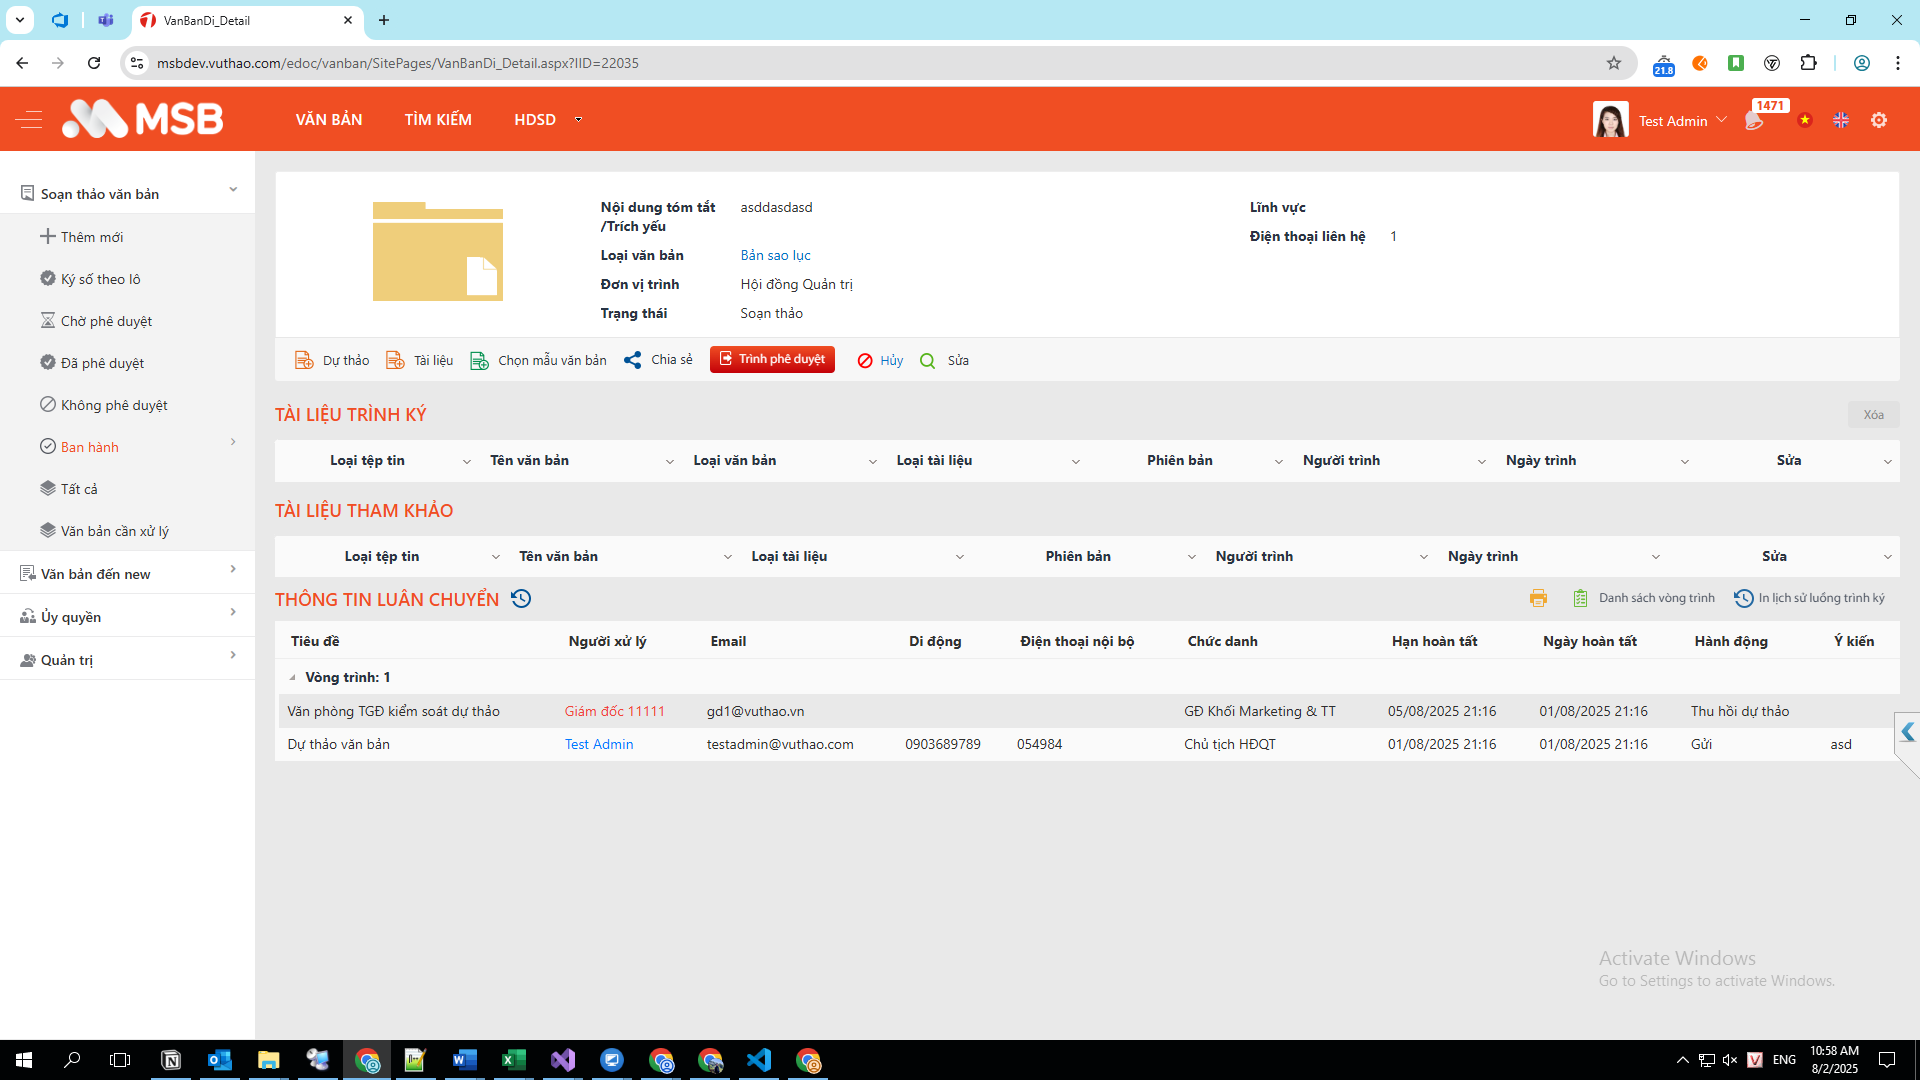 VanBanDi_Detail
msbdev.vuthao.com/edoc/vanban/SitePages/VanBanDi_Detail.aspx?IID=22035
21.8
MSB
VĂN BẢN
TÌM KIẾM
HDSD
Test Admin
1471
Soạn thảo văn bản
Thêm mới
Ký số theo lô
Chờ phê duyệt
Đã phê duyệt
Không phê duyệt
Ban hành
Tất cả
Văn bản cần xử lý
Văn bản đến new
Ủy quyền
Quản trị
Nội dung tóm tắt asddasdasd
/Trích yếu
Loại văn bản Bản sao lục
Đơn vị trình Hội đồng Quản trị
Trạng thái Soạn thảo
Lĩnh vực
Điện thoại liên hệ 1
Dự thảo Tài liệu Chọn mẫu văn bản Chia sẻ Trình phê duyệt Hủy Sửa
TÀI LIỆU TRÌNH KÝ
Xóa
Loại tệp tin Tên văn bản Loại văn bản Loại tài liệu Phiên bản Người trình Ngày trình Sửa
TÀI LIỆU THAM KHẢO
Loại tệp tin Tên văn bản Loại tài liệu Phiên bản Người trình Ngày trình Sửa
THÔNG TIN LUÂN CHUYỂN
Danh sách vòng trình In lịch sử luồng trình ký
Tiêu đề Người xử lý Email Di động Điện thoại nội bộ Chức danh Hạn hoàn tất Ngày hoàn tất Hành động Ý kiến
Vòng trình: 1
Văn phòng TGĐ kiểm soát dự thảo Giám đốc 11111 gd1@vuthao.vn GĐ Khối Marketing & TT 05/08/2025 21:16 01/08/2025 21:16 Thu hồi dự thảo
Dự thảo văn bản Test Admin testadmin@vuthao.com 0903689789 054984 Chủ tịch HĐQT 01/08/2025 21:16 01/08/2025 21:16 Gửi asd
Activate Windows
Go to Settings to activate Windows.
ENG
10:58 AM
8/2/2025